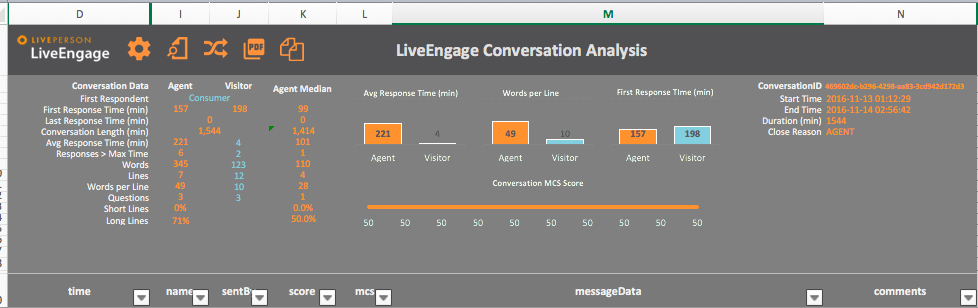 D I J K L M N
LIVEPERSON
LiveEngage
PDF
LiveEngage Conversation Analysis
Conversation Data Agent Visitor Agent Median
First Respondent Consumer
First Response Time (min) 157 198 99
Last Response Time (min) 0 0
Conversation Length (min) 1,544 1,414
Avg Response Time (min) 221 4 101
Responses > Max Time 6 2 1
Words 345 123 110
Lines 7 12 4
Words per Line 49 10 28
Questions 3 3 1
Short Lines 0% 0.0%
Long Lines 71% 50.0%
Avg Response Time (min)
221 4
Agent Visitor
Words per Line
49 10
Agent Visitor
First Response Time (min)
157 198
Agent Visitor
Conversation MCS Score
50 50 50 50 50 50 50 50 50 50
ConversationID 469602dc-b296-4298-aa83-3cd942d172d3
Start Time 2016-11-13 01:12:29
End Time 2016-11-14 02:56:42
Duration (min) 1544
Close Reason AGENT
time name sentB score mcs messageData comments